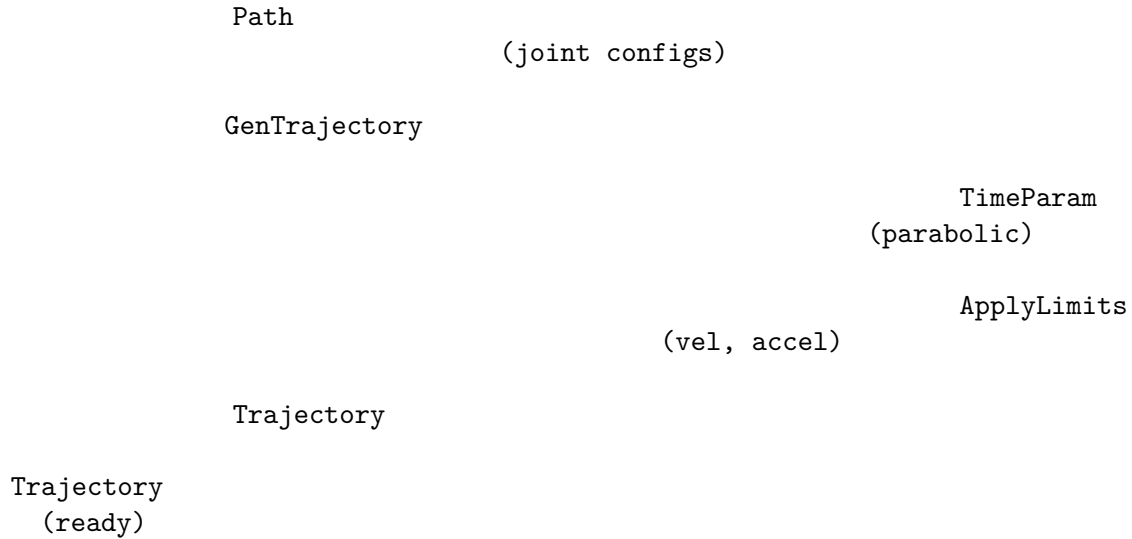 Path
(joint configs)
GenTrajectory
TimeParam
(parabolic)
ApplyLimits
(vel, accel)
Trajectory
Trajectory
(ready)